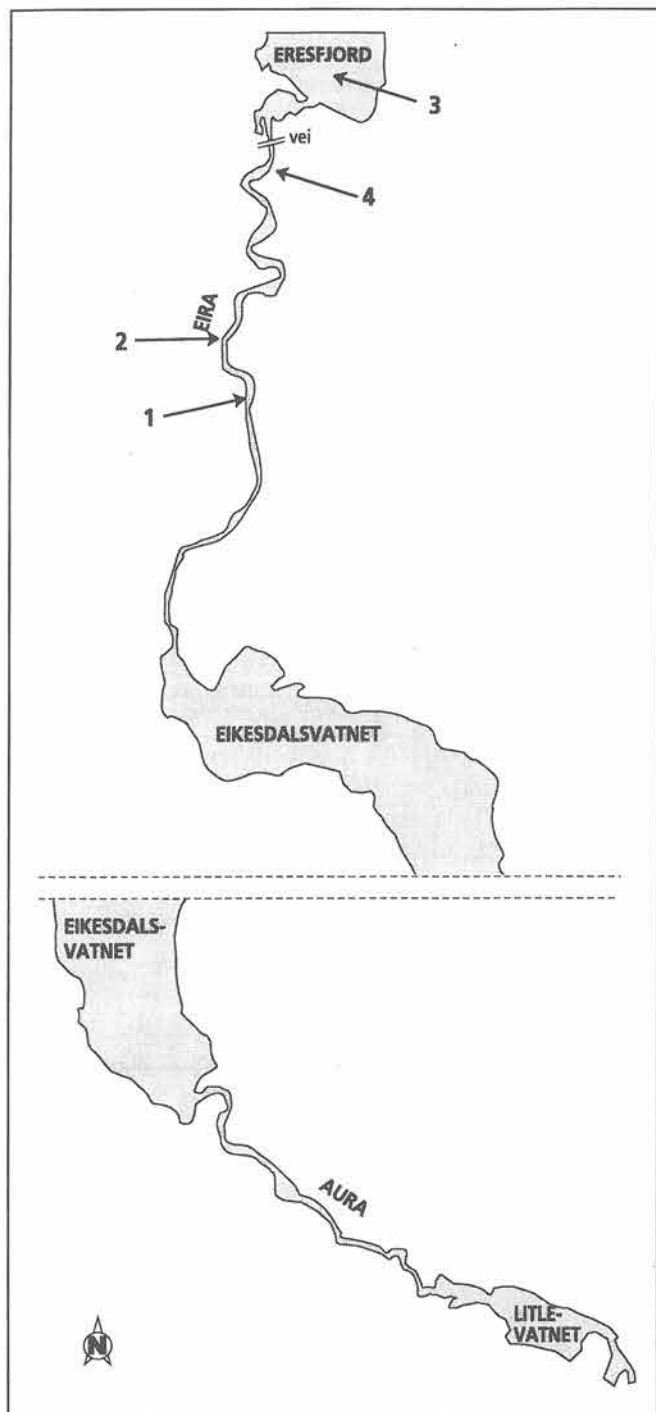 ERESFJORD
3
vei
4
EIRA
2
1
EIKESDALSVATNET
EIKESDALS-
VATNET
AURA
LITLE-
VATNET
N